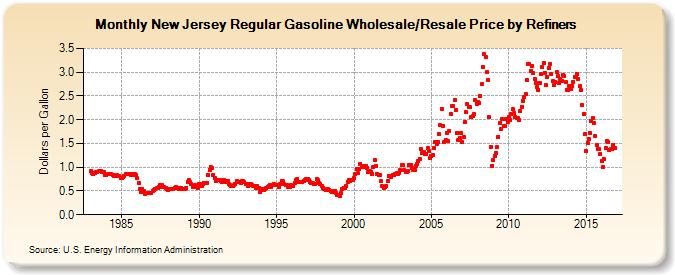 Monthly New Jersey Regular Gasoline Wholesale/Resale Price by Refiners
Dollars per Gallon
3.5
3.0
2.5
2.0
1.5
1.0
0.5
0.0
1985 1990 1995 2000 2005 2010 2015
Source: U.S. Energy Information Administration